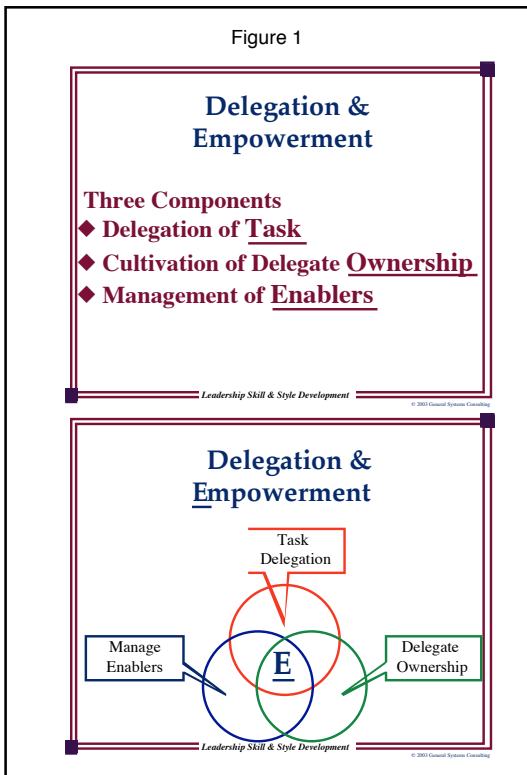 Figure 1
Delegation &
Empowerment
Three Components
◆ Delegation of Task
◆ Cultivation of Delegate Ownership
◆ Management of Enablers
Leadership Skill & Style Development
© 2003 General Systems Consulting
Delegation &
Empowerment
Task
Delegation
Manage
Enablers
E
Delegate
Ownership
Leadership Skill & Style Development
© 2003 General Systems Consulting